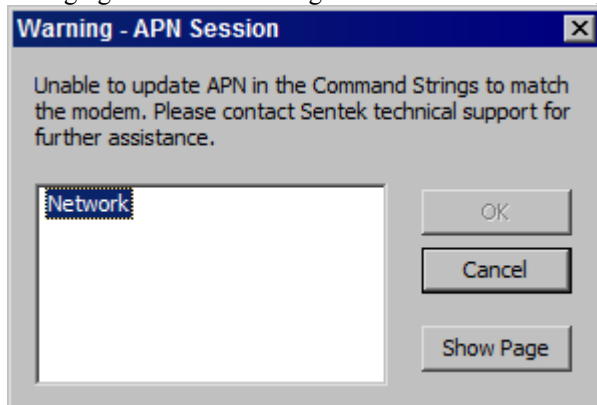 Warning - APN Session
Unable to update APN in the Command Strings to match
the modem. Please contact Sentek technical support for
further assistance.
Network
OK
Cancel
Show Page